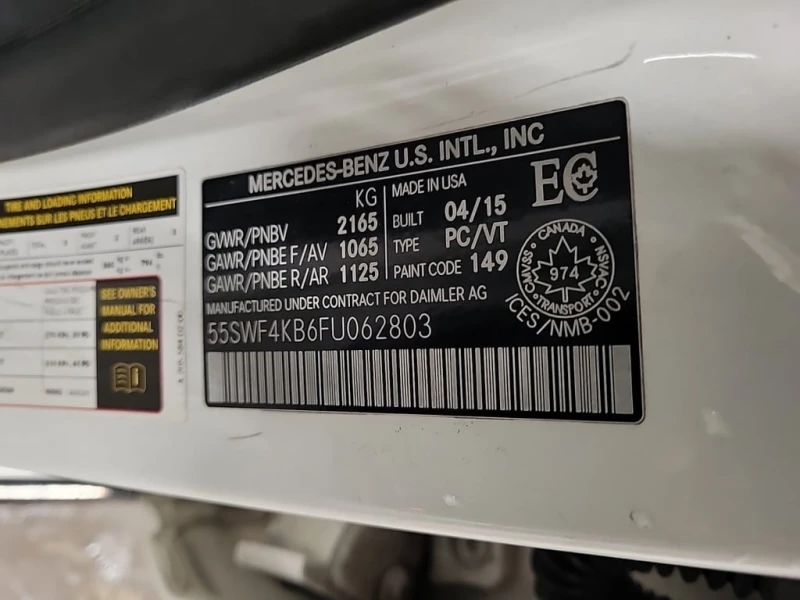 TIRE AND LOADING INFORMATION
NEMENTS SUR LES PNEUS ET LE CHARGEMENT
SEE OWNER'S
MANUAL FOR
ADDITIONAL
INFORMATION
MERCEDES-BENZ U.S. INTL., INC
KG
GVWR/PNBV 2165
GAWR/PNBE F/AV 1065
GAWR/PNBE R/AR 1125
MADE IN USA
BUILT 04/15
TYPE PC/VT
PAINT CODE 149
EC
CANADA
CMVSS
974
NSVAC
TRANSPORT
ICES/NMB-002
MANUFACTURED UNDER CONTRACT FOR DAIMLER AG
55SWF4KB6FU062803